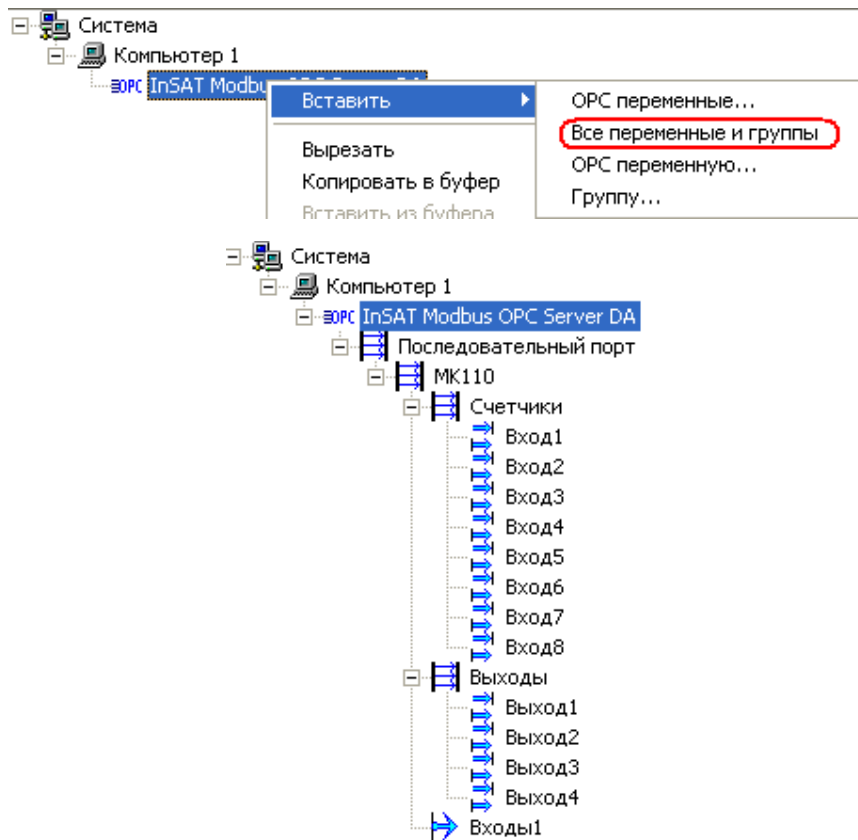 Система
Компьютер 1
OPC InSAT Modbu
Вставить
Вырезать
Копировать в буфер
Вставить из буфера
OPC переменные...
Все переменные и группы
OPC переменную...
Группу...
Система
Компьютер 1
OPC InSAT Modbus OPC Server DA
Последовательный порт
МК110
Счетчики
Вход1
Вход2
Вход3
Вход4
Вход5
Вход6
Вход7
Вход8
Выходы
Выход1
Выход2
Выход3
Выход4
Входы1